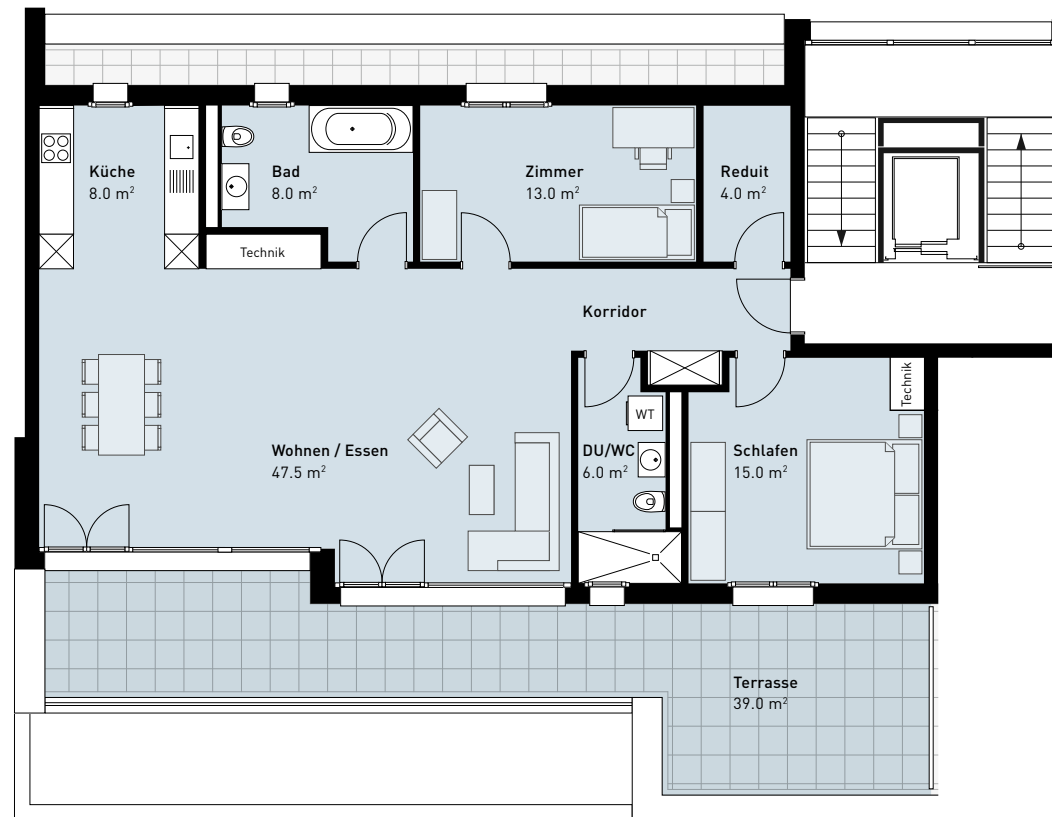 Küche
8.0 m²
Bad
8.0 m²
Zimmer
13.0 m²
Reduit
4.0 m²
Technik
Korridor
Technik
WT
Wohnen / Essen
47.5 m²
DU/WC
6.0 m²
Schlafen
15.0 m²
Terrasse
39.0 m²